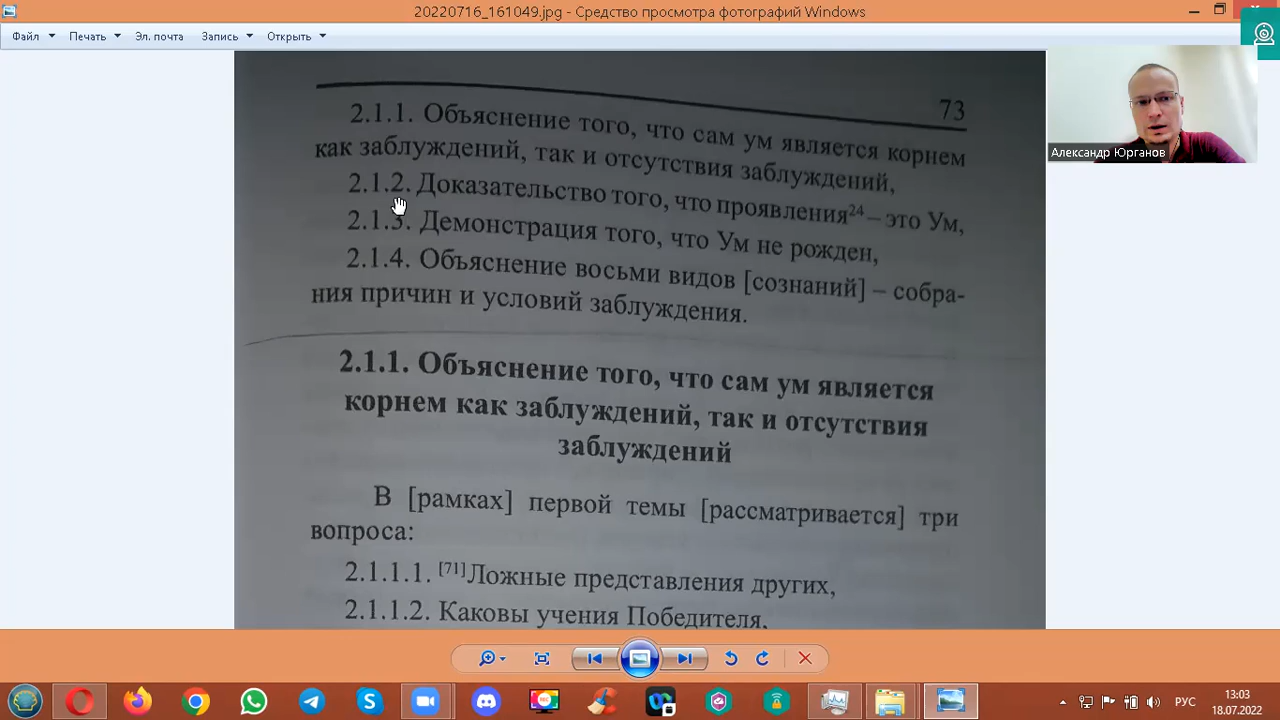 20220716_161049.jpg - Средство просмотра фотографий Windows
Файл Печать Эл. почта Запись Открыть
73
2.1.1. Объяснение того, что сам ум является корнем
как заблуждений, так и отсутствия заблуждений,
2.1.2. Доказательство того, что проявления24 – это Ум,
2.1.3. Демонстрация того, что Ум не рожден,
2.1.4. Объяснение восьми видов [сознаний] – собра-
ния причин и условий заблуждения.
2.1.1. Объяснение того, что сам ум является
корнем как заблуждений, так и отсутствия
заблуждений
В [рамках] первой темы [рассматривается] три
вопроса:
2.1.1.1. [71]Ложные представления других,
2.1.1.2. Каковы учения Победителя,
Александр Юрганов
РУС
13:03
18.07.2022